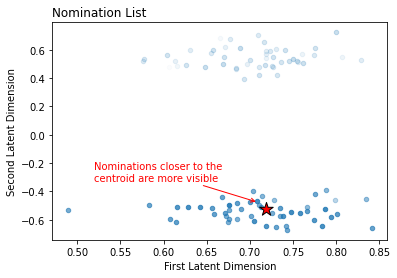 Nomination List
Second Latent Dimension
0.6
0.4
0.2
0.0
−0.2
−0.4
−0.6
Nominations closer to the
centroid are more visible
0.50 0.55 0.60 0.65 0.70 0.75 0.80 0.85
First Latent Dimension